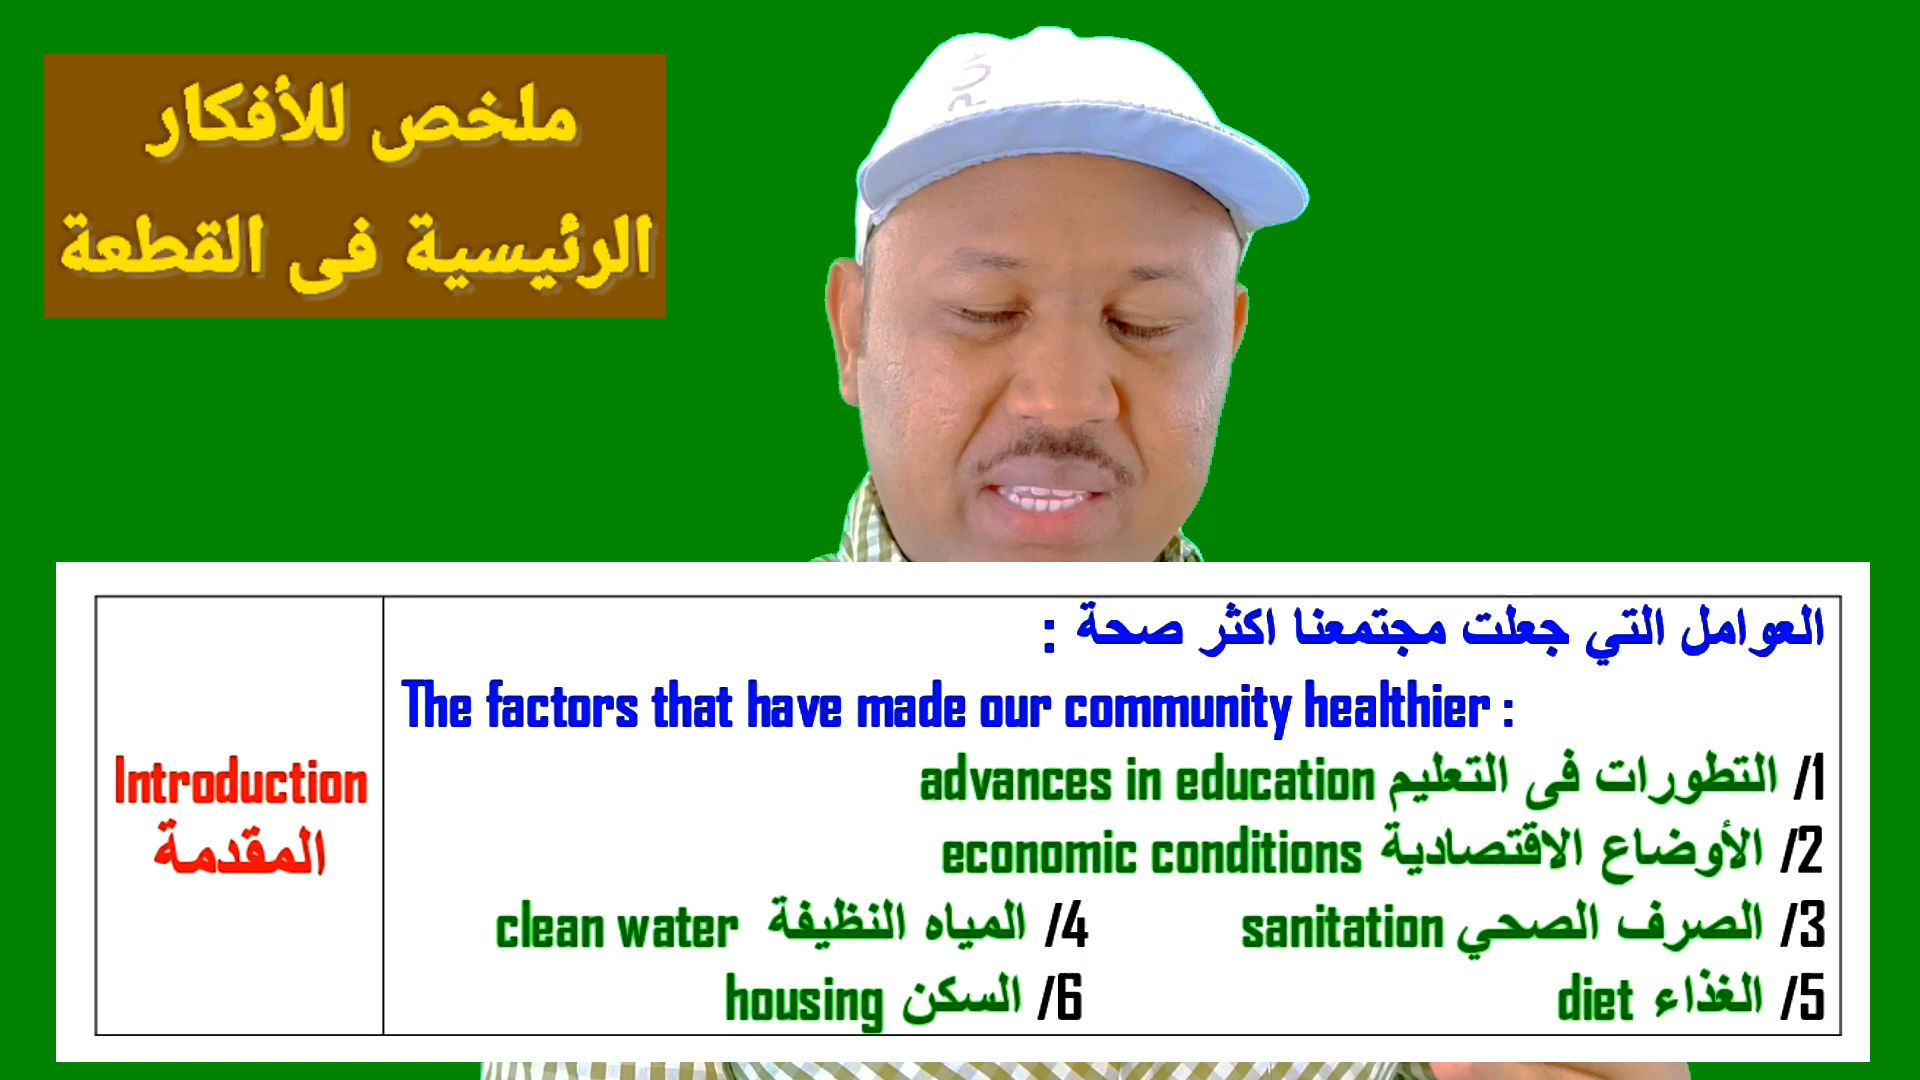 ملخص للأفكار
الرئيسية فى القطعة
العوامل التي جعلت مجتمعنا اكثر صحة :
The factors that have made our community healthier :
Introduction
المقدمة
1/ التطورات فى التعليم advances in education
2/ الأوضاع الاقتصادية economic conditions
3/ الصرف الصحي sanitation 4/ المياه النظيفة clean water
5/ الغذاء diet 6/ السكن housing